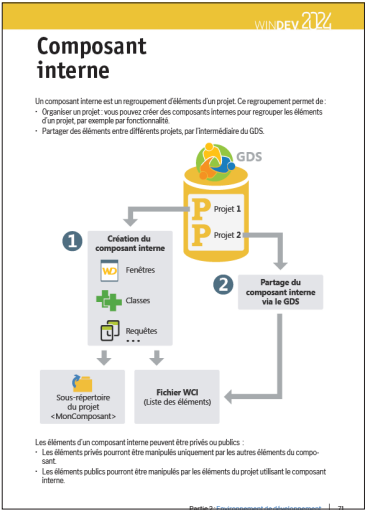 WINDEV 2024
Composant
interne
Un composant interne est un regroupement d'éléments d'un projet. Ce regroupement permet de :
• Organiser un projet : vous pouvez créer des composants internes pour regrouper les éléments
d'un projet, par exemple par fonctionnalité.
• Partager des éléments entre différents projets, par l'intermédiaire du GDS.
GDS
Projet 1
Projet 2
1
Création du
composant interne
WD
Fenêtres
Classes
Requêtes
...
2
Partage du
composant interne
via le GDS
Sous-répertoire
du projet
<MonComposant>
Fichier WCI
(Liste des éléments)
Les éléments d'un composant interne peuvent être privés ou publics :
• Les éléments privés pourront être manipulés uniquement par les autres éléments du compo-
sant.
• Les éléments publics pourront être manipulés par les éléments du projet utilisant le composant
interne.
Partie 2 : Environnement de développement 71